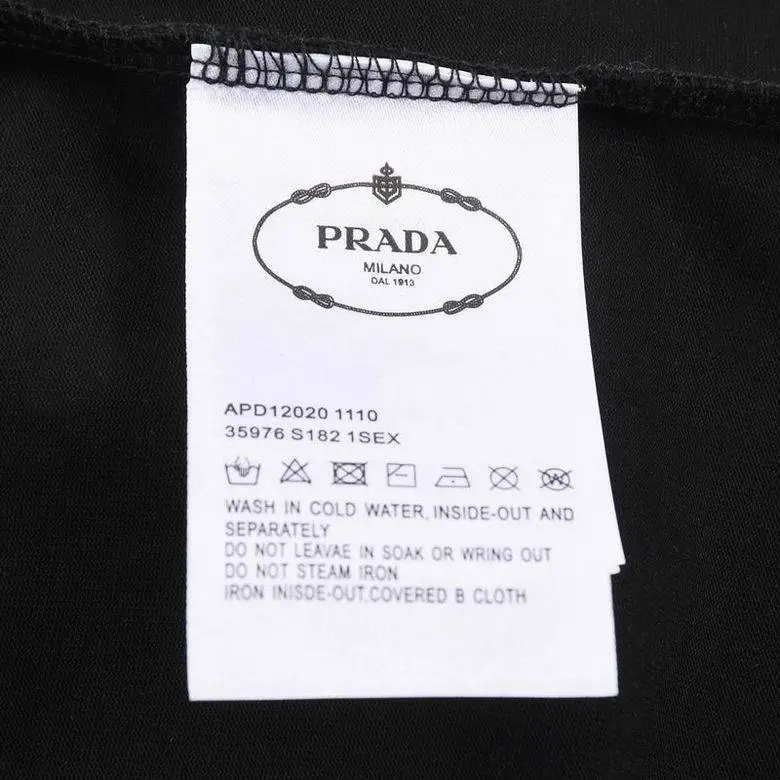 PRADA
MILANO
DAL 1913
APD12020 1110
35976 S182 1SEX
WASH IN COLD WATER, INSIDE-OUT AND
SEPARATELY
DO NOT LEAVAE IN SOAK OR WRING OUT
DO NOT STEAM IRON
IRON INISDE-OUT,COVERED B CLOTH